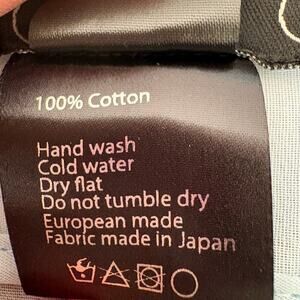 100% Cotton
Hand wash
Cold water
Dry flat
Do not tumble dry
European made
Fabric made in Japan